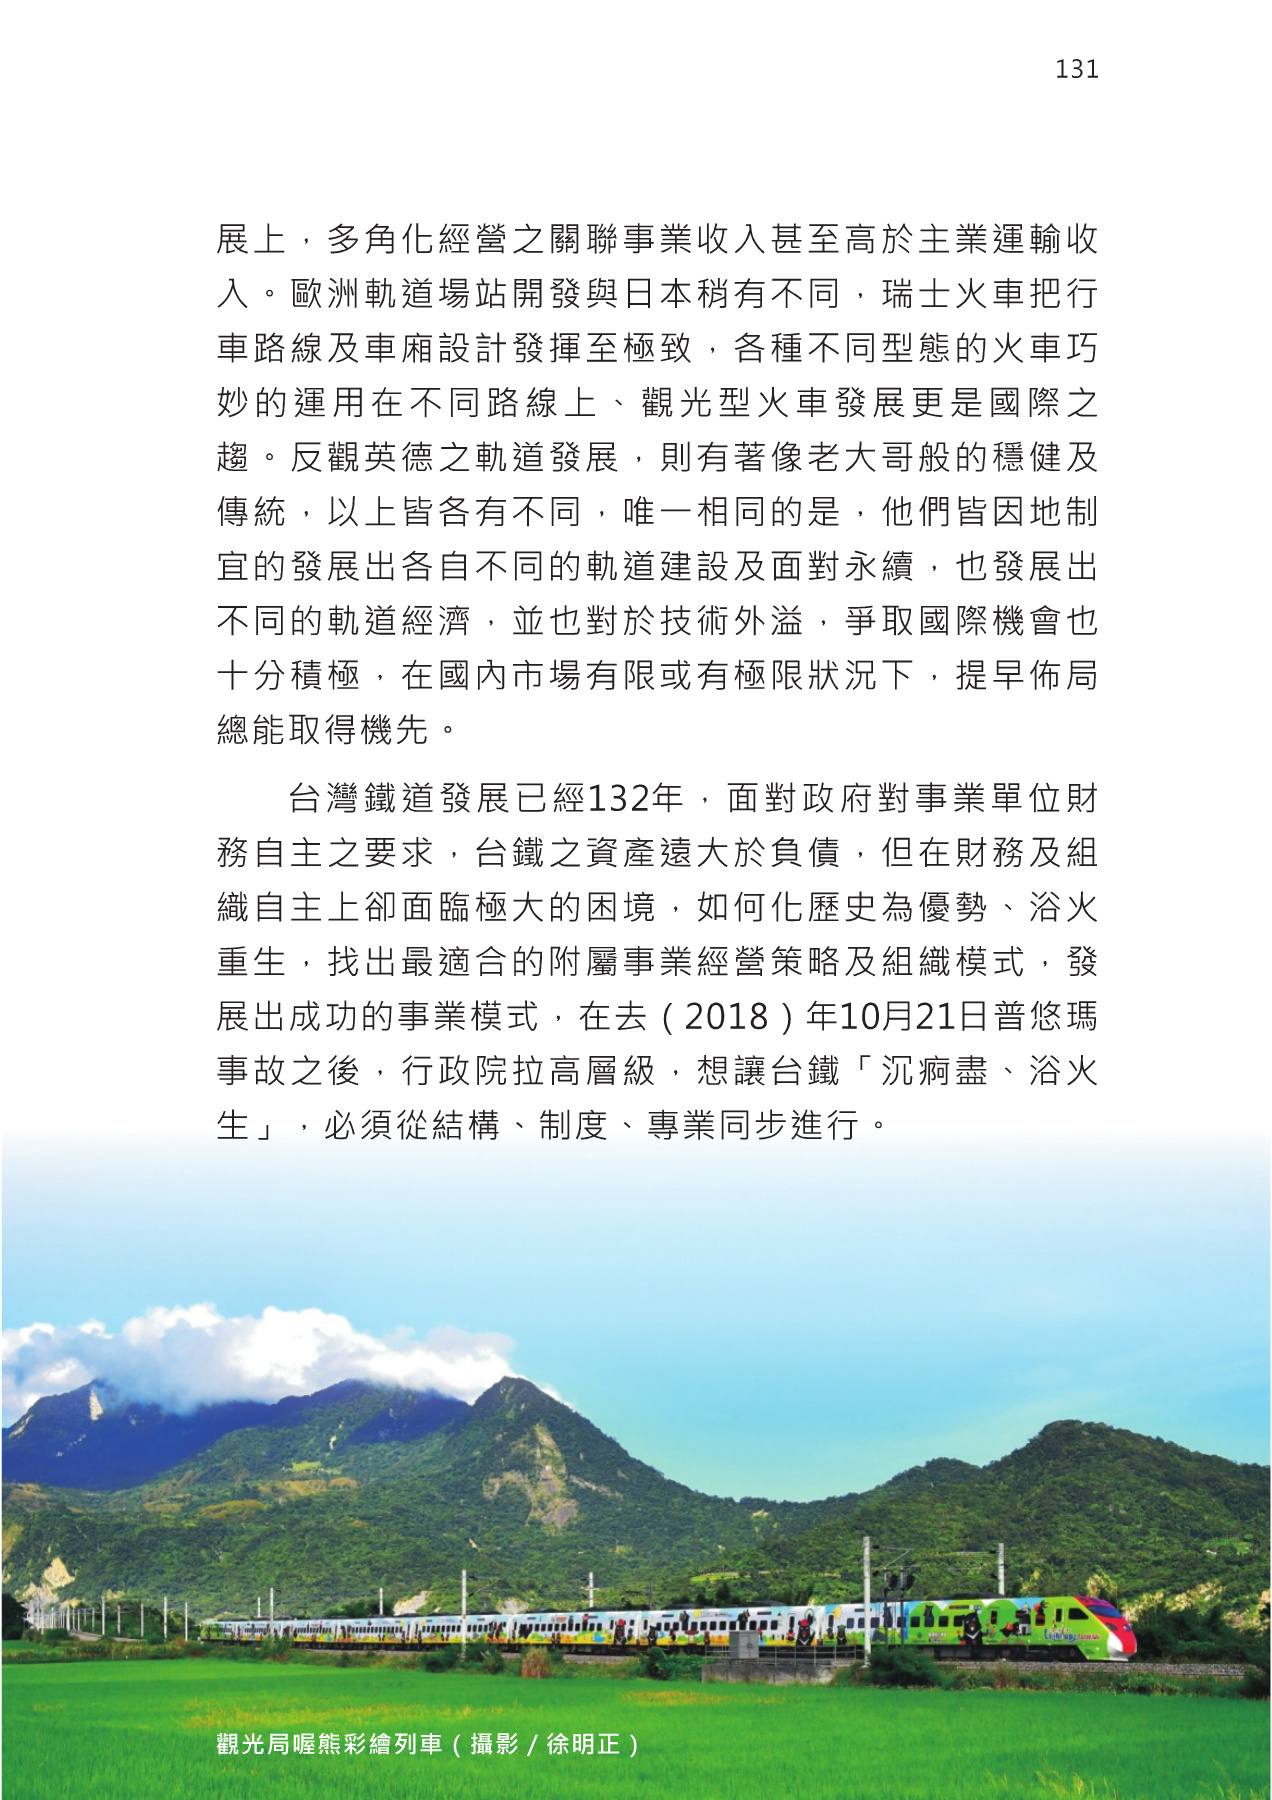 131
展上，多角化經營之關聯事業收入甚至高於主業運輸收
入。歐洲軌道場站開發與日本稍有不同，瑞士火車把行
車路線及車廂設計發揮至極致，各種不同型態的火車巧
妙的運用在不同路線上、觀光型火車發展更是國際之
趨。反觀英德之軌道發展，則有著像老大哥般的穩健及
傳統，以上皆各有不同，唯一相同的是，他們皆因地制
宜的發展出各自不同的軌道建設及面對永續，也發展出
不同的軌道經濟，並也對於技術外溢，爭取國際機會也
十分積極，在國內市場有限或有極限狀況下，提早佈局
總能取得機先。
台灣鐵道發展已經132年，面對政府對事業單位財
務自主之要求，台鐵之資產遠大於負債，但在財務及組
織自主上卻面臨極大的困境，如何化歷史為優勢、浴火
重生，找出最適合的附屬事業經營策略及組織模式，發
展出成功的事業模式，在去（2018）年10月21日普悠瑪
事故之後，行政院拉高層級，想讓台鐵「沉痾盡、浴火
生」，必須從結構、制度、專業同步進行。
觀光局喔熊彩繪列車（攝影／徐明正）